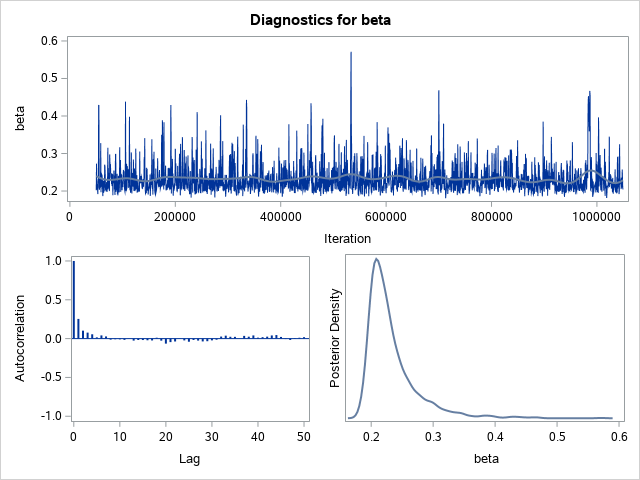 Diagnostics for beta
beta
0.6
0.5
0.4
0.3
0.2
0 200000 400000 600000 800000 1000000
Iteration
Autocorrelation
1.0
0.5
0.0
-0.5
-1.0
0 10 20 30 40 50
Lag
Posterior Density
0.2 0.3 0.4 0.5 0.6
beta